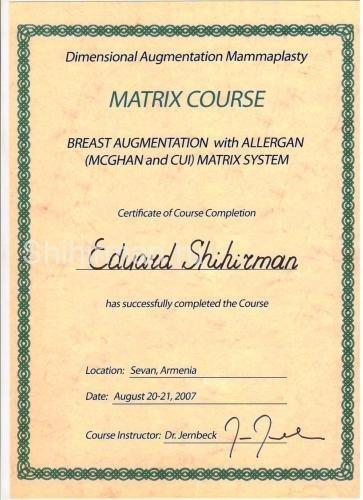 Dimensional Augmentation Mammaplasty
MATRIX COURSE
BREAST AUGMENTATION with ALLERGAN
(MCGHAN and CUI) MATRIX SYSTEM
Certificate of Course Completion
Edyard Shihirman
has successfully completed the Course
Location: Sevan, Armenia
Date: August 20-21, 2007
Course Instructor: Dr. Jernbeck